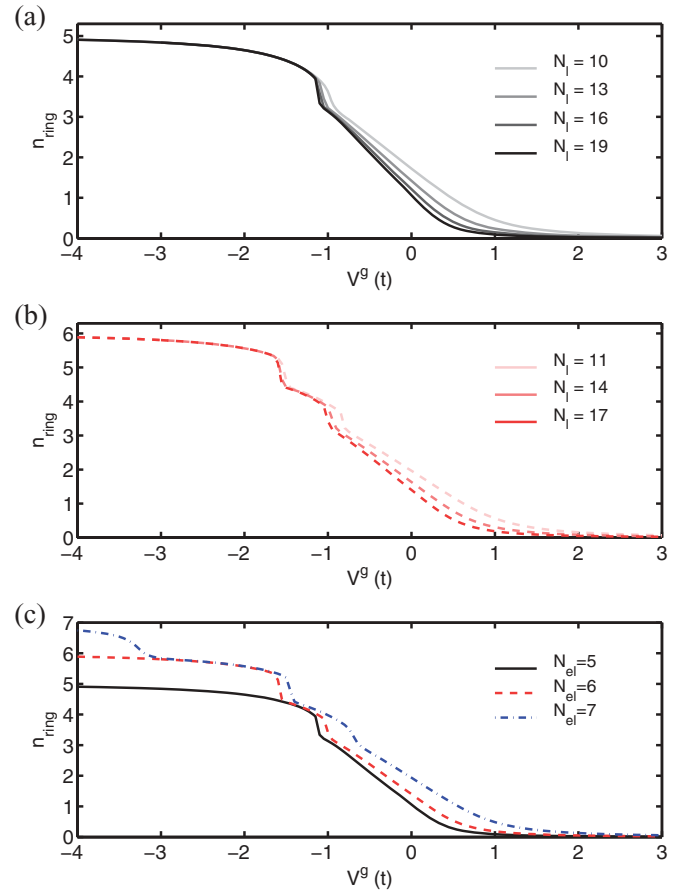 (a)
5
4
3
2
1
0
n_ring
N_l = 10
N_l = 13
N_l = 16
N_l = 19
−4 −3 −2 −1 0 1 2 3
V^g (t)
(b)
6
5
4
3
2
1
0
n_ring
N_l = 11
N_l = 14
N_l = 17
−4 −3 −2 −1 0 1 2 3
V^g (t)
(c)
7
6
5
4
3
2
1
0
n_ring
N_el=5
N_el=6
N_el=7
−4 −3 −2 −1 0 1 2 3
V^g (t)